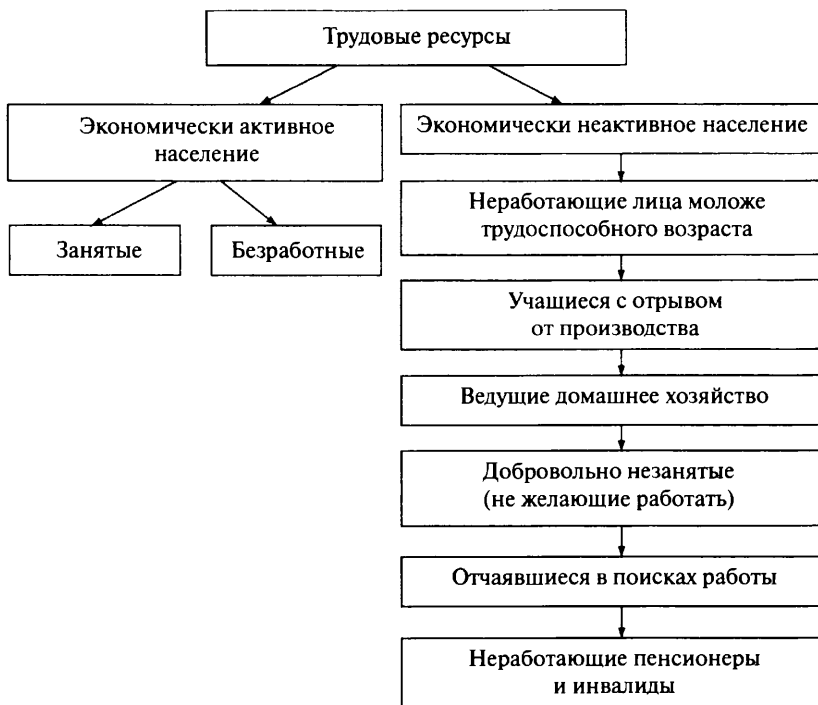 Трудовые ресурсы
Экономически активное
население
Занятые
Безработные
Экономически неактивное население
Неработающие лица моложе
трудоспособного возраста
Учащиеся с отрывом
от производства
Ведущие домашнее хозяйство
Добровольно незанятые
(не желающие работать)
Отчаявшиеся в поисках работы
Неработающие пенсионеры
и инвалиды